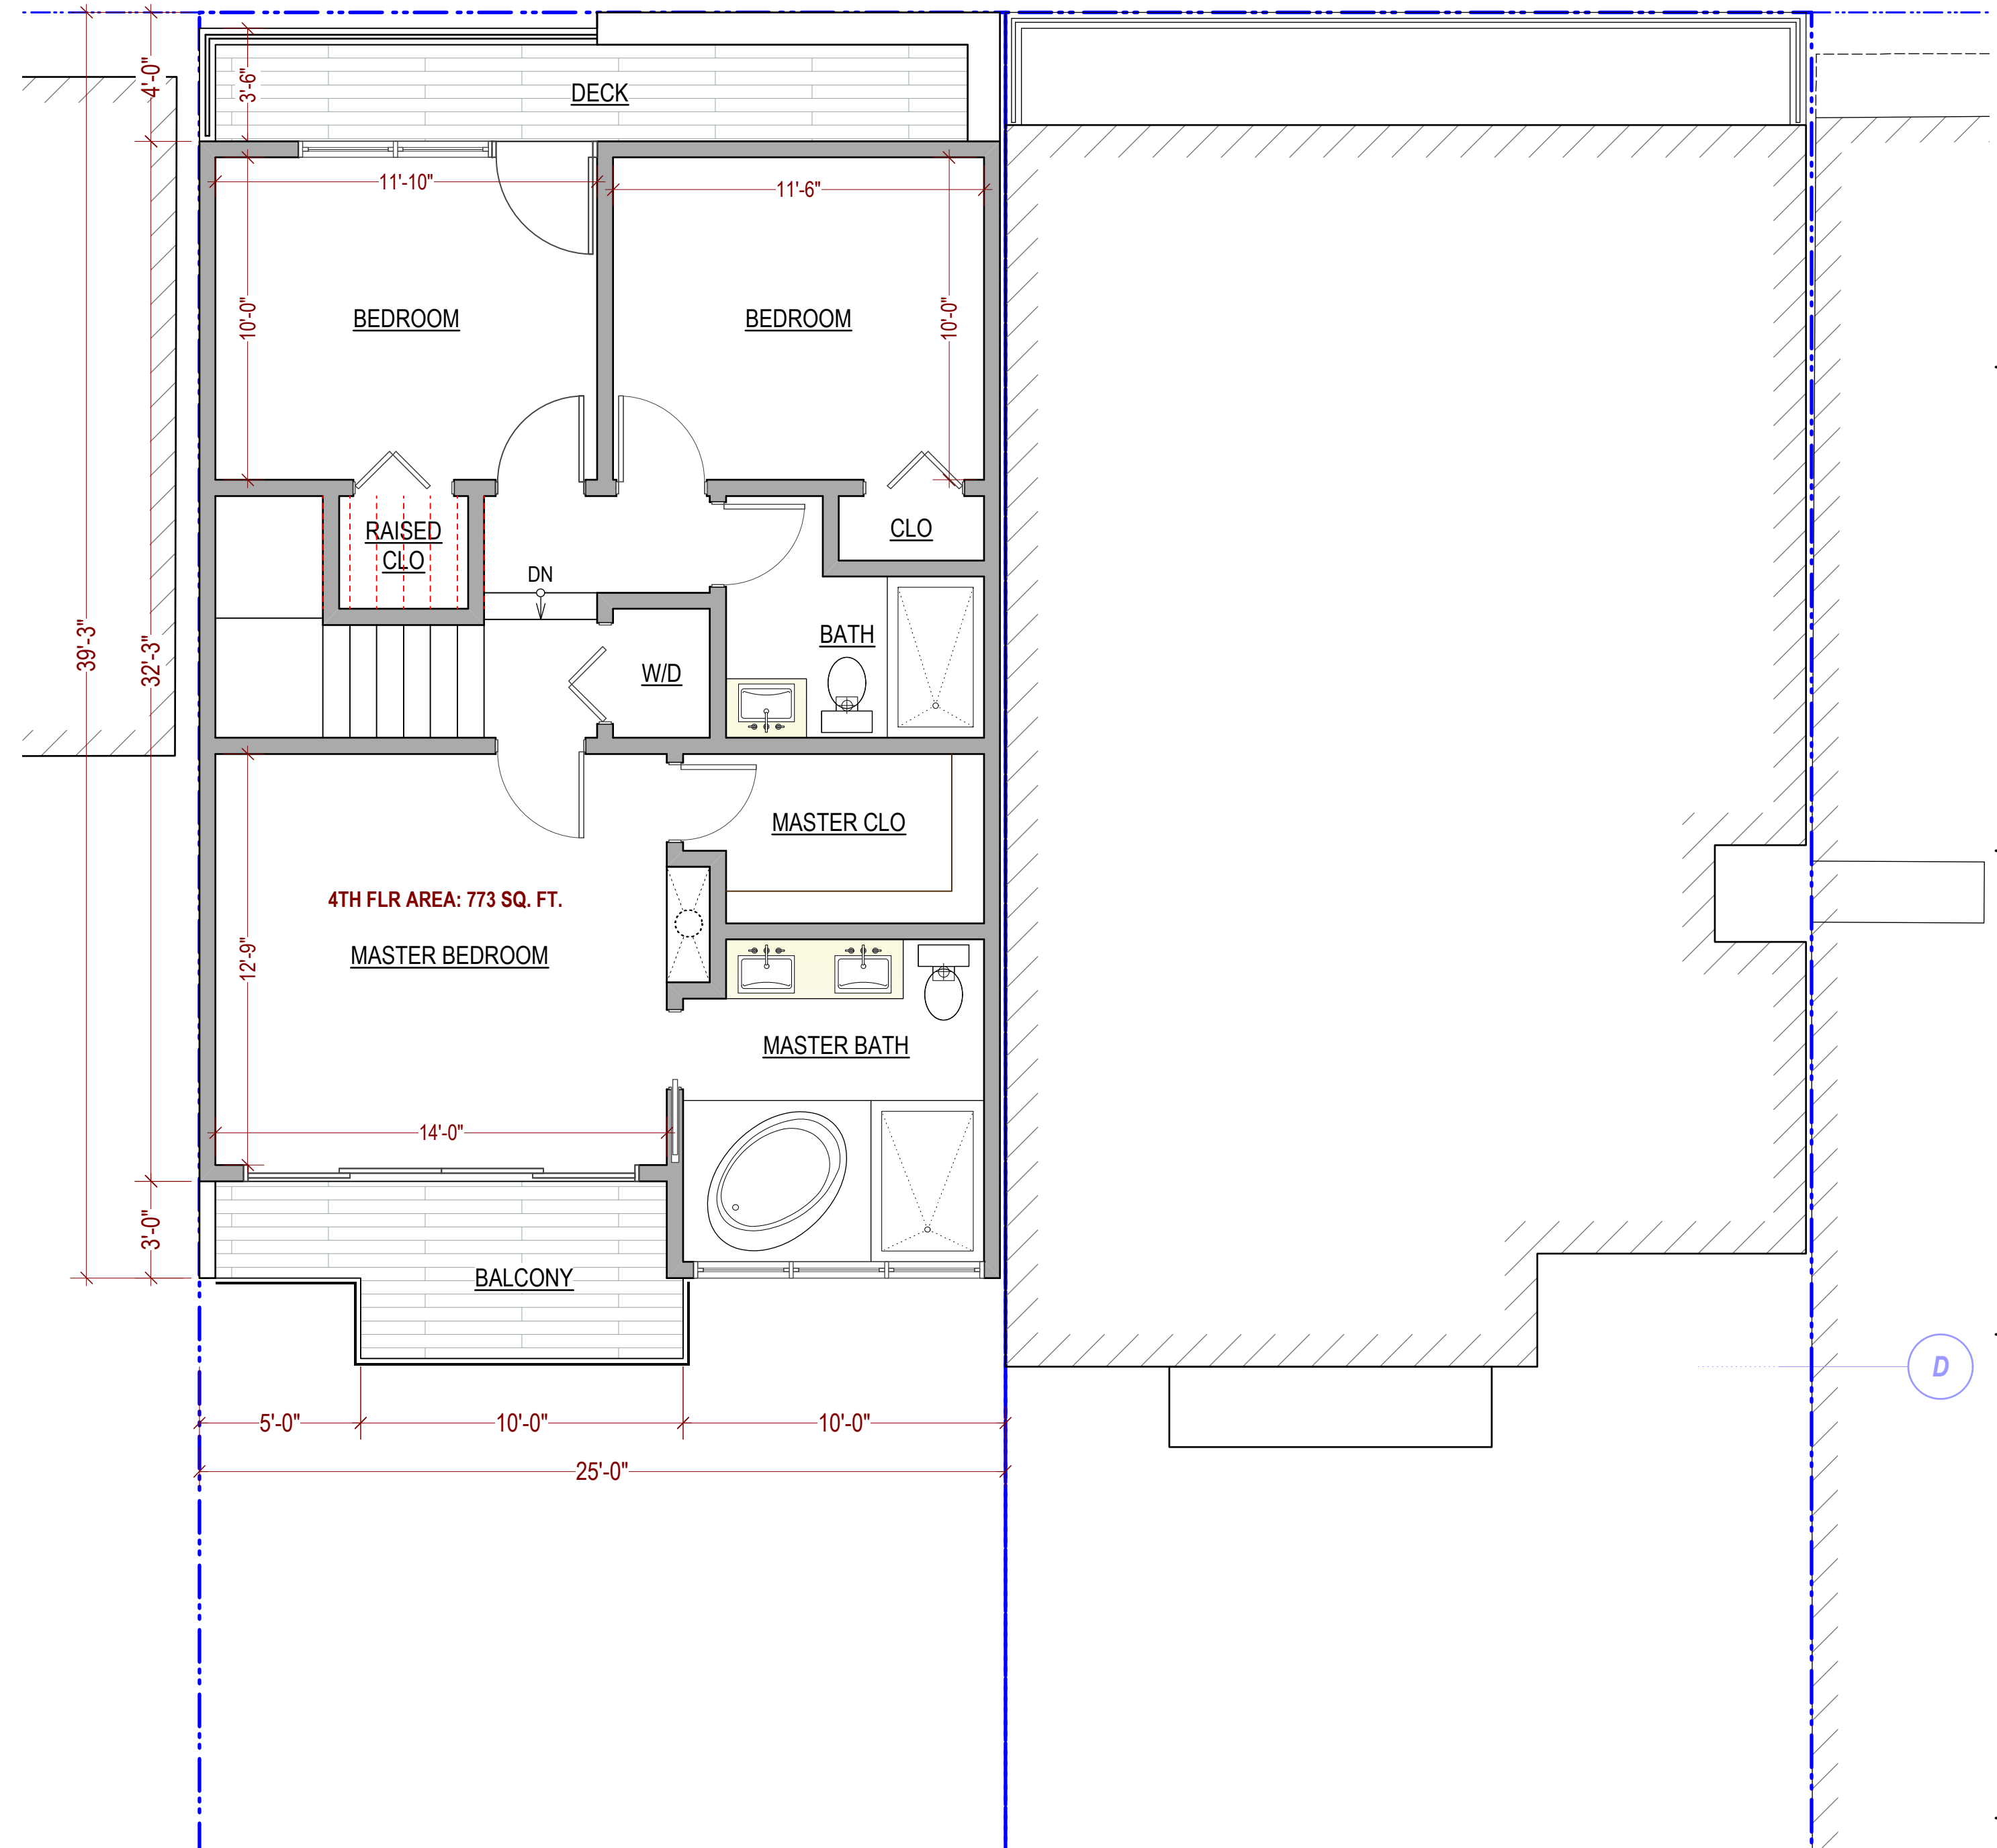 4'-0"
3'-6"
DECK
11'-10"
11'-6"
10'-0"
BEDROOM
BEDROOM
10'-0"
RAISED
CLO
CLO
DN
39'-3"
32'-3"
BATH
W/D
MASTER CLO
4TH FLR AREA: 773 SQ. FT.
MASTER BEDROOM
12'-9"
MASTER BATH
14'-0"
3'-0"
BALCONY
D
5'-0"
10'-0"
10'-0"
25'-0"